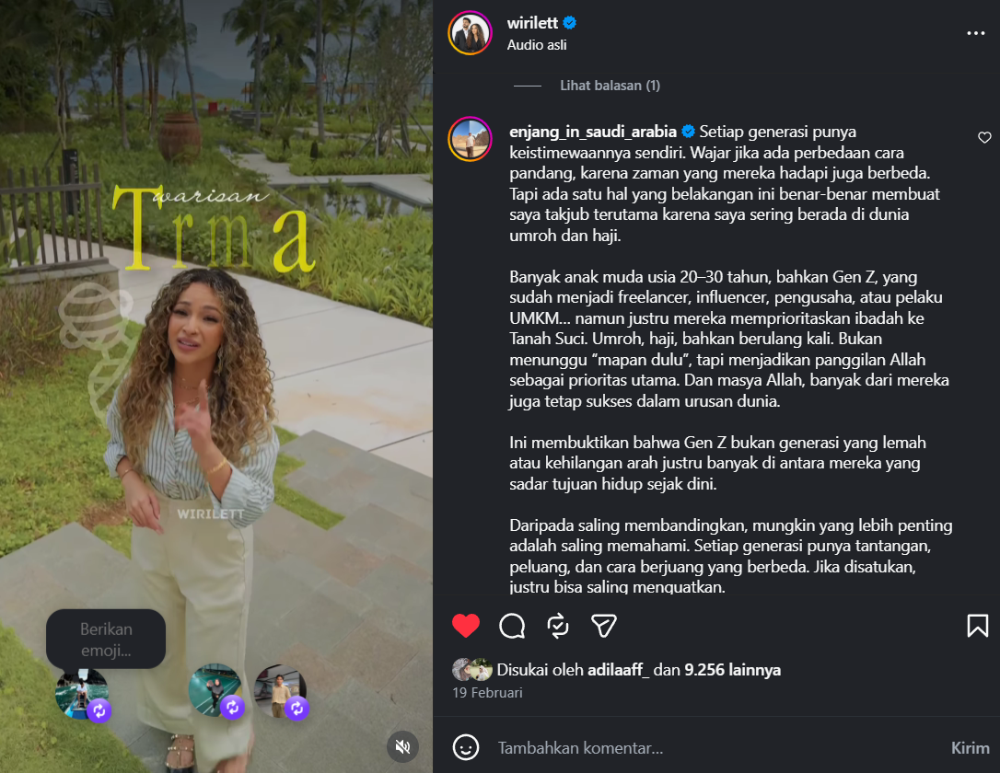 warisan
Trma
WIRILETT
Berikan
emoji...
wirilett
Audio asli
Lihat balasan (1)
enjang_in_saudi_arabia Setiap generasi punya
keistimewaannya sendiri. Wajar jika ada perbedaan cara
pandang, karena zaman yang mereka hadapi juga berbeda.
Tapi ada satu hal yang belakangan ini benar-benar membuat
saya takjub terutama karena saya sering berada di dunia
umroh dan haji.
Banyak anak muda usia 20–30 tahun, bahkan Gen Z, yang
sudah menjadi freelancer, influencer, pengusaha, atau pelaku
UMKM... namun justru mereka memprioritaskan ibadah ke
Tanah Suci. Umroh, haji, bahkan berulang kali. Bukan
menunggu “mapan dulu”, tapi menjadikan panggilan Allah
sebagai prioritas utama. Dan masya Allah, banyak dari mereka
juga tetap sukses dalam urusan dunia.
Ini membuktikan bahwa Gen Z bukan generasi yang lemah
atau kehilangan arah justru banyak di antara mereka yang
sadar tujuan hidup sejak dini.
Daripada saling membandingkan, mungkin yang lebih penting
adalah saling memahami. Setiap generasi punya tantangan,
peluang, dan cara berjuang yang berbeda. Jika disatukan,
justru bisa saling menguatkan.
Disukai oleh adilaaff_ dan 9.256 lainnya
19 Februari
Tambahkan komentar...
Kirim